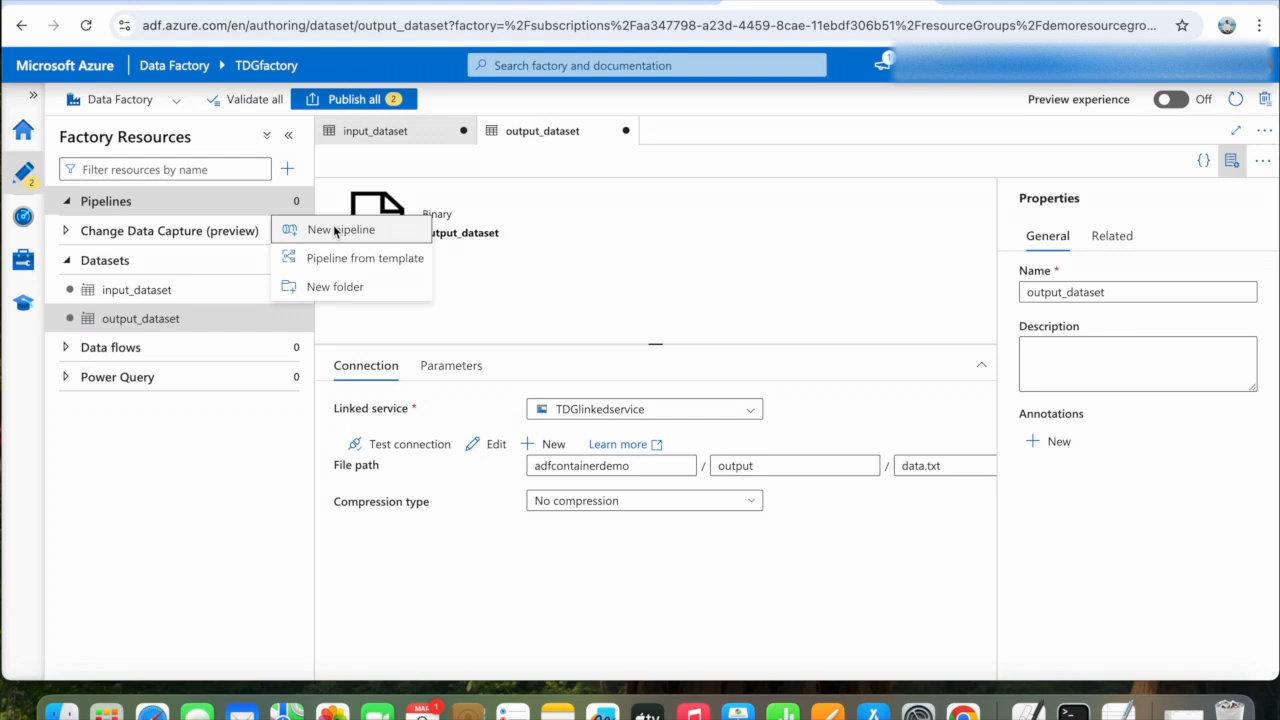 adf.azure.com/en/authoring/dataset/output_dataset?factory=%2Fsubscriptions%2Faa347798-a23d-4459-8cae-11ebdf306b51%2FresourceGroups%2Fdemoresourcegro...
Microsoft Azure
Data Factory
TDGfactory
Search factory and documentation
1
Data Factory
Validate all
Publish all
2
Preview experience
Off
2
Factory Resources
Filter resources by name
Pipelines
0
Change Data Capture (preview)
Datasets
input_dataset
output_dataset
Data flows
0
Power Query
0
New pipeline
Pipeline from template
New folder
input_dataset
output_dataset
Binary
utput_dataset
Connection
Parameters
Linked service *
TDGlinkedservice
Test connection
Edit
New
Learn more
File path
adfcontainerdemo
/
output
/
data.txt
Compression type
No compression
Properties
General
Related
Name *
output_dataset
Description
Annotations
New
1